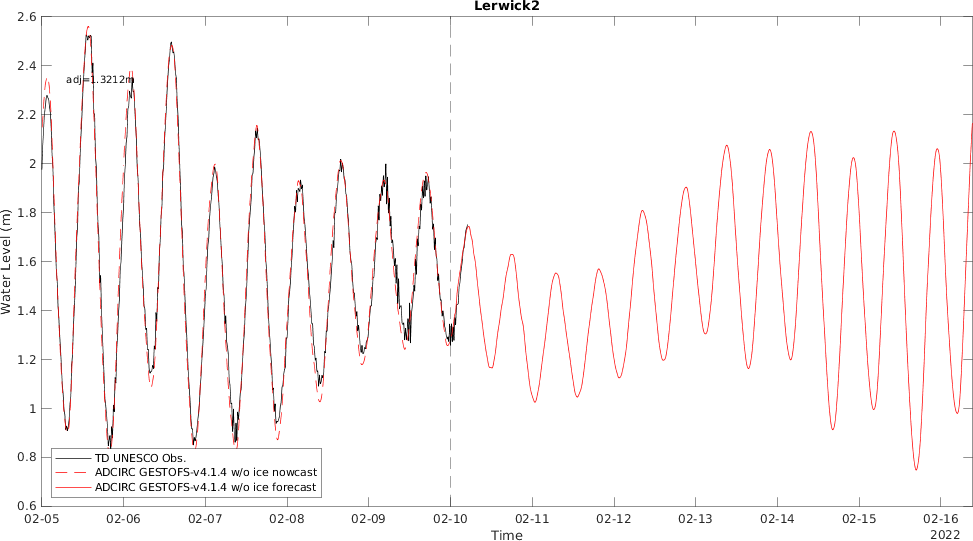 Lerwick2
2.6
2.4
adj=1.3212m
2.2
2
1.8
1.6
Water Level (m)
1.4
1.2
1
0.8
TD UNESCO Obs.
ADCIRC GESTOFS-v4.1.4 w/o ice nowcast
ADCIRC GESTOFS-v4.1.4 w/o ice forecast
0.6
02-05 02-06 02-07 02-08 02-09 02-10 02-11 02-12 02-13 02-14 02-15 02-16
Time 2022